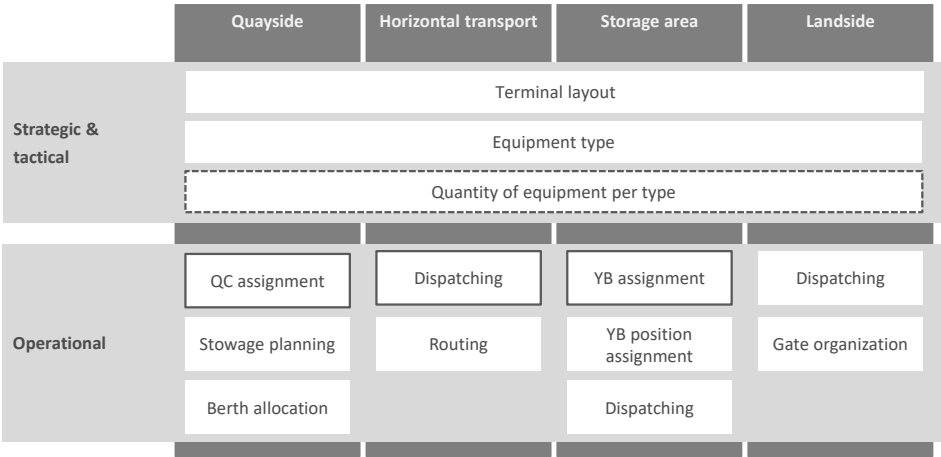 Quayside
Horizontal transport
Storage area
Landside
Strategic &
tactical
Terminal layout
Equipment type
Quantity of equipment per type
Operational
QC assignment
Dispatching
YB assignment
Dispatching
Stowage planning
Routing
YB position
assignment
Gate organization
Berth allocation
Dispatching